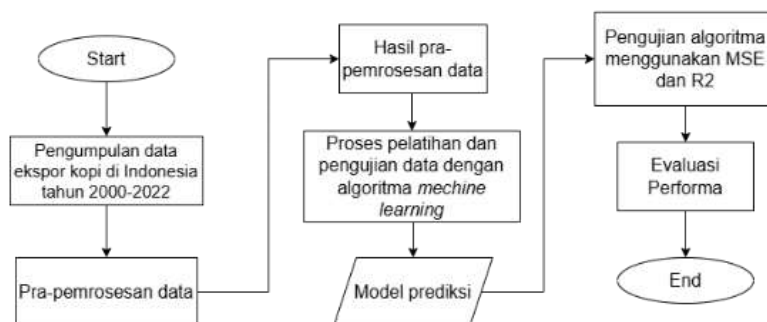 Start
Pengumpulan data
ekspor kopi di Indonesia
tahun 2000-2022
Pra-pemrosesan data
Hasil pra-
pemrosesan data
Proses pelatihan dan
pengujian data dengan
algoritma mechine
learning
Model prediksi
Pengujian algoritma
menggunakan MSE
dan R2
Evaluasi
Performa
End